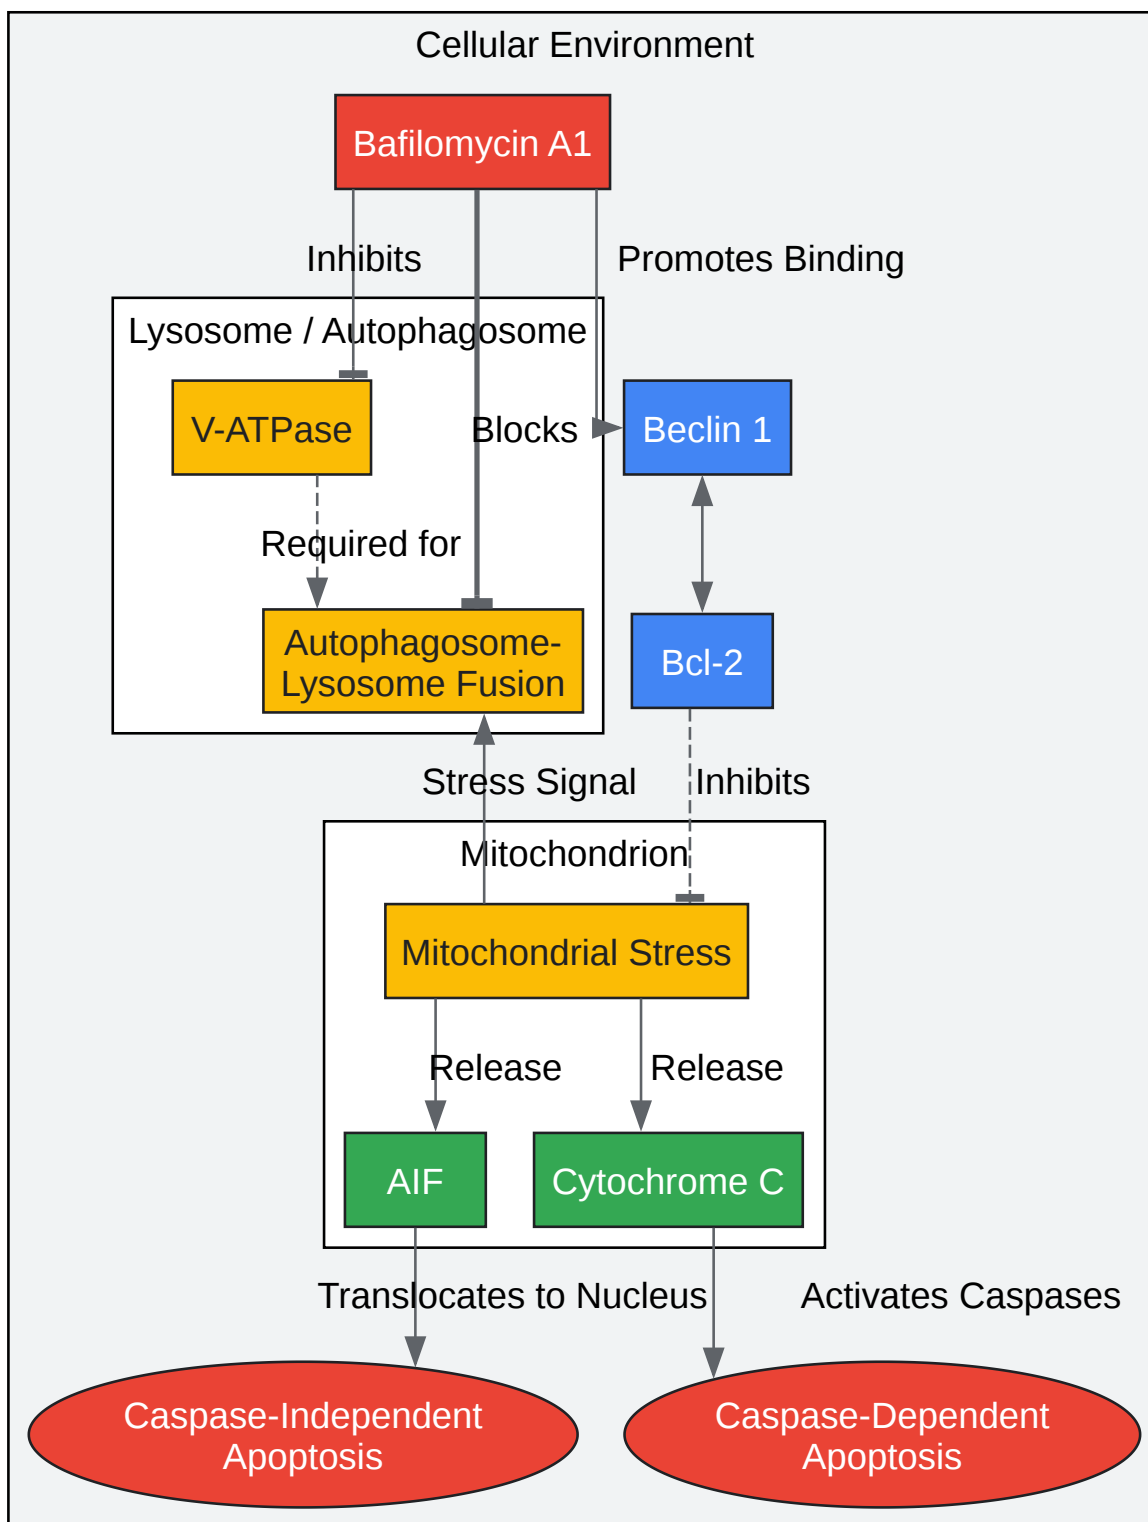 Cellular Environment
Bafilomycin A1
Inhibits
Promotes Binding
Lysosome / Autophagosome
V-ATPase
Blocks
Beclin 1
Required for
Autophagosome-
Lysosome Fusion
Bcl-2
Stress Signal
Inhibits
Mitochondrion
Mitochondrial Stress
Release
Release
AIF
Cytochrome C
Translocates to Nucleus
Activates Caspases
Caspase-Independent
Apoptosis
Caspase-Dependent
Apoptosis